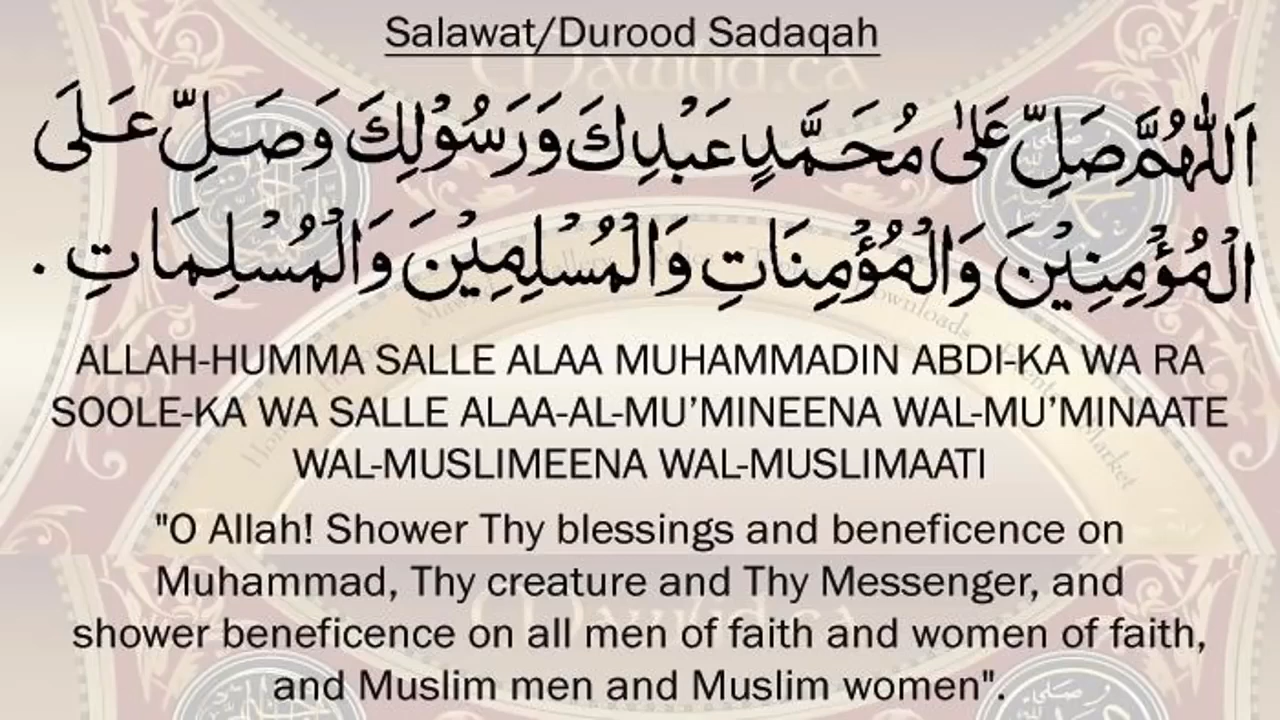 Salawat/Durood Sadaqah
اَللّٰهُمَّ صَلِّ عَلٰى مُحَمَّدٍ عَبْدِكَ وَرَسُوْلِكَ وَصَلِّ عَلَى
الْمُؤْمِنِيْنَ وَالْمُؤْمِنَاتِ وَالْمُسْلِمِيْنَ وَالْمُسْلِمَاتِ .
ALLAH-HUMMA SALLE ALAA MUHAMMADIN ABDI-KA WA RA
SOOLE-KA WA SALLE ALAA-AL-MU’MINEENA WAL-MU’MINAATE
WAL-MUSLIMEENA WAL-MUSLIMAATI
"O Allah! Shower Thy blessings and beneficence on
Muhammad, Thy creature and Thy Messenger, and
shower beneficence on all men of faith and women of faith,
and Muslim men and Muslim women".